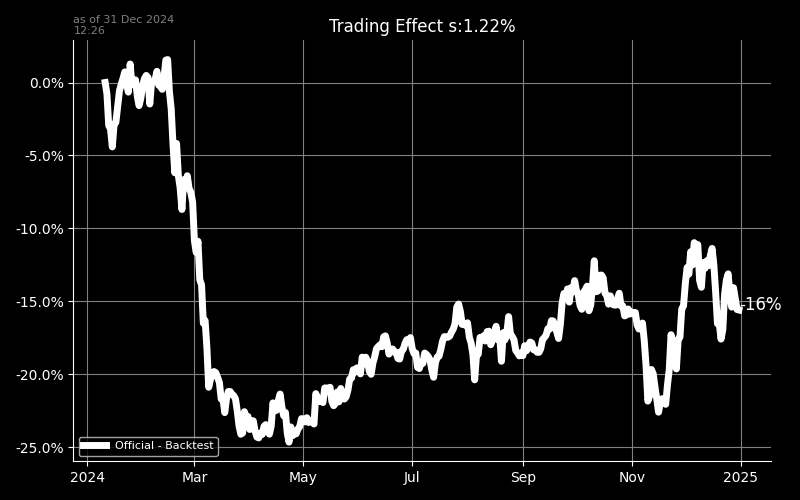 as of 31 Dec 2024
12:26
Trading Effect s:1.22%
0.0%
-5.0%
-10.0%
-15.0%
-20.0%
-25.0%
-16%
Official - Backtest
2024 Mar May Jul Sep Nov 2025